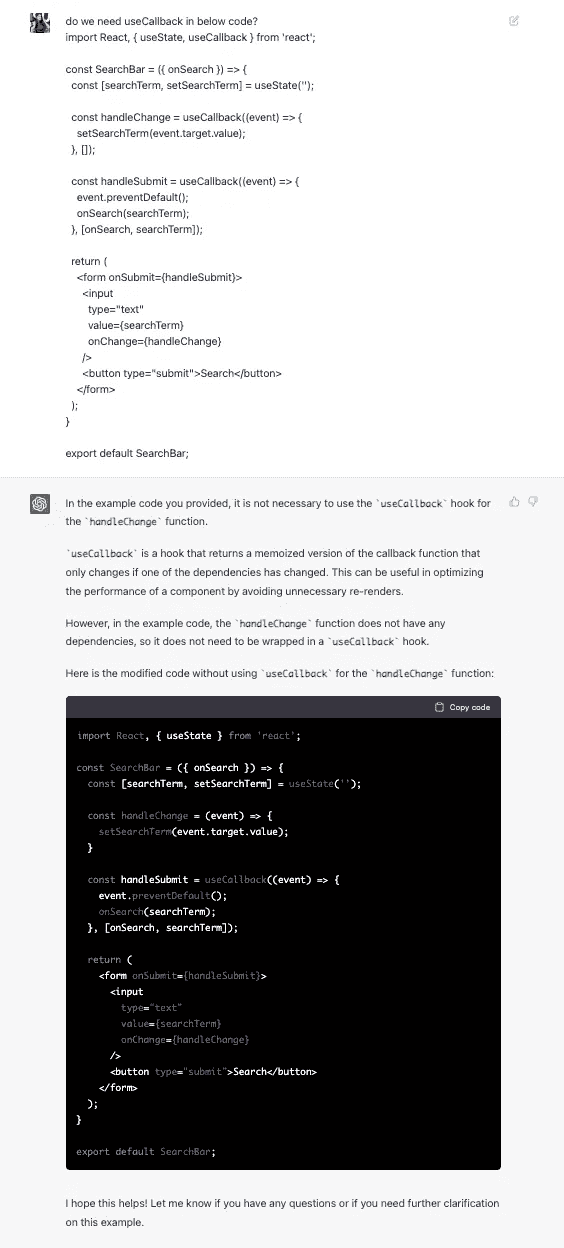 do we need useCallback in below code?
import React, { useState, useCallback } from 'react';

const SearchBar = ({ onSearch }) => {
  const [searchTerm, setSearchTerm] = useState('');

  const handleChange = useCallback((event) => {
    setSearchTerm(event.target.value);
  }, []);

  const handleSubmit = useCallback((event) => {
    event.preventDefault();
    onSearch(searchTerm);
  }, [onSearch, searchTerm]);

  return (
    <form onSubmit={handleSubmit}>
      <input
        type="text"
        value={searchTerm}
        onChange={handleChange}
      />
      <button type="submit">Search</button>
    </form>
  );
}

export default SearchBar;

In the example code you provided, it is not necessary to use the `useCallback` hook for
the `handleChange` function.

`useCallback` is a hook that returns a memoized version of the callback function that
only changes if one of the dependencies has changed. This can be useful in optimizing
the performance of a component by avoiding unnecessary re-renders.

However, in the example code, the `handleChange` function does not have any
dependencies, so it does not need to be wrapped in a `useCallback` hook.

Here is the modified code without using `useCallback` for the `handleChange` function:

Copy code

import React, { useState } from 'react';

const SearchBar = ({ onSearch }) => {
  const [searchTerm, setSearchTerm] = useState('');

  const handleChange = (event) => {
    setSearchTerm(event.target.value);
  }

  const handleSubmit = useCallback((event) => {
    event.preventDefault();
    onSearch(searchTerm);
  }, [onSearch, searchTerm]);

  return (
    <form onSubmit={handleSubmit}>
      <input
        type="text"
        value={searchTerm}
        onChange={handleChange}
      />
      <button type="submit">Search</button>
    </form>
  );
}

export default SearchBar;

I hope this helps! Let me know if you have any questions or if you need further clarification
on this example.